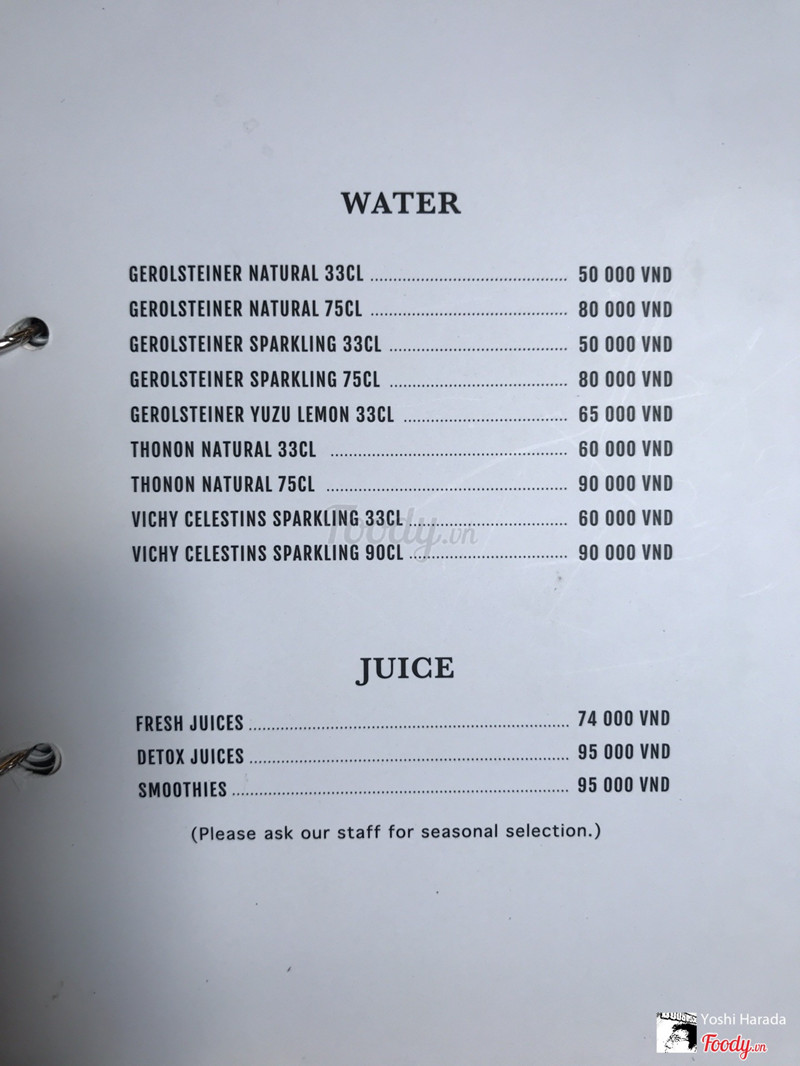 WATER
GEROLSTEINER NATURAL 33CL ........ 50 000 VND
GEROLSTEINER NATURAL 75CL ........ 80 000 VND
GEROLSTEINER SPARKLING 33CL ........ 50 000 VND
GEROLSTEINER SPARKLING 75CL ........ 80 000 VND
GEROLSTEINER YUZU LEMON 33CL ........ 65 000 VND
THONON NATURAL 33CL ........ 60 000 VND
THONON NATURAL 75CL ........ 90 000 VND
VICHY CELESTINS SPARKLING 33CL ........ 60 000 VND
Foody.vn
VICHY CELESTINS SPARKLING 90CL ........ 90 000 VND
JUICE
FRESH JUICES ........ 74 000 VND
DETOX JUICES ........ 95 000 VND
SMOOTHIES ........ 95 000 VND
(Please ask our staff for seasonal selection.)
Yoshi Harada
Foody.vn